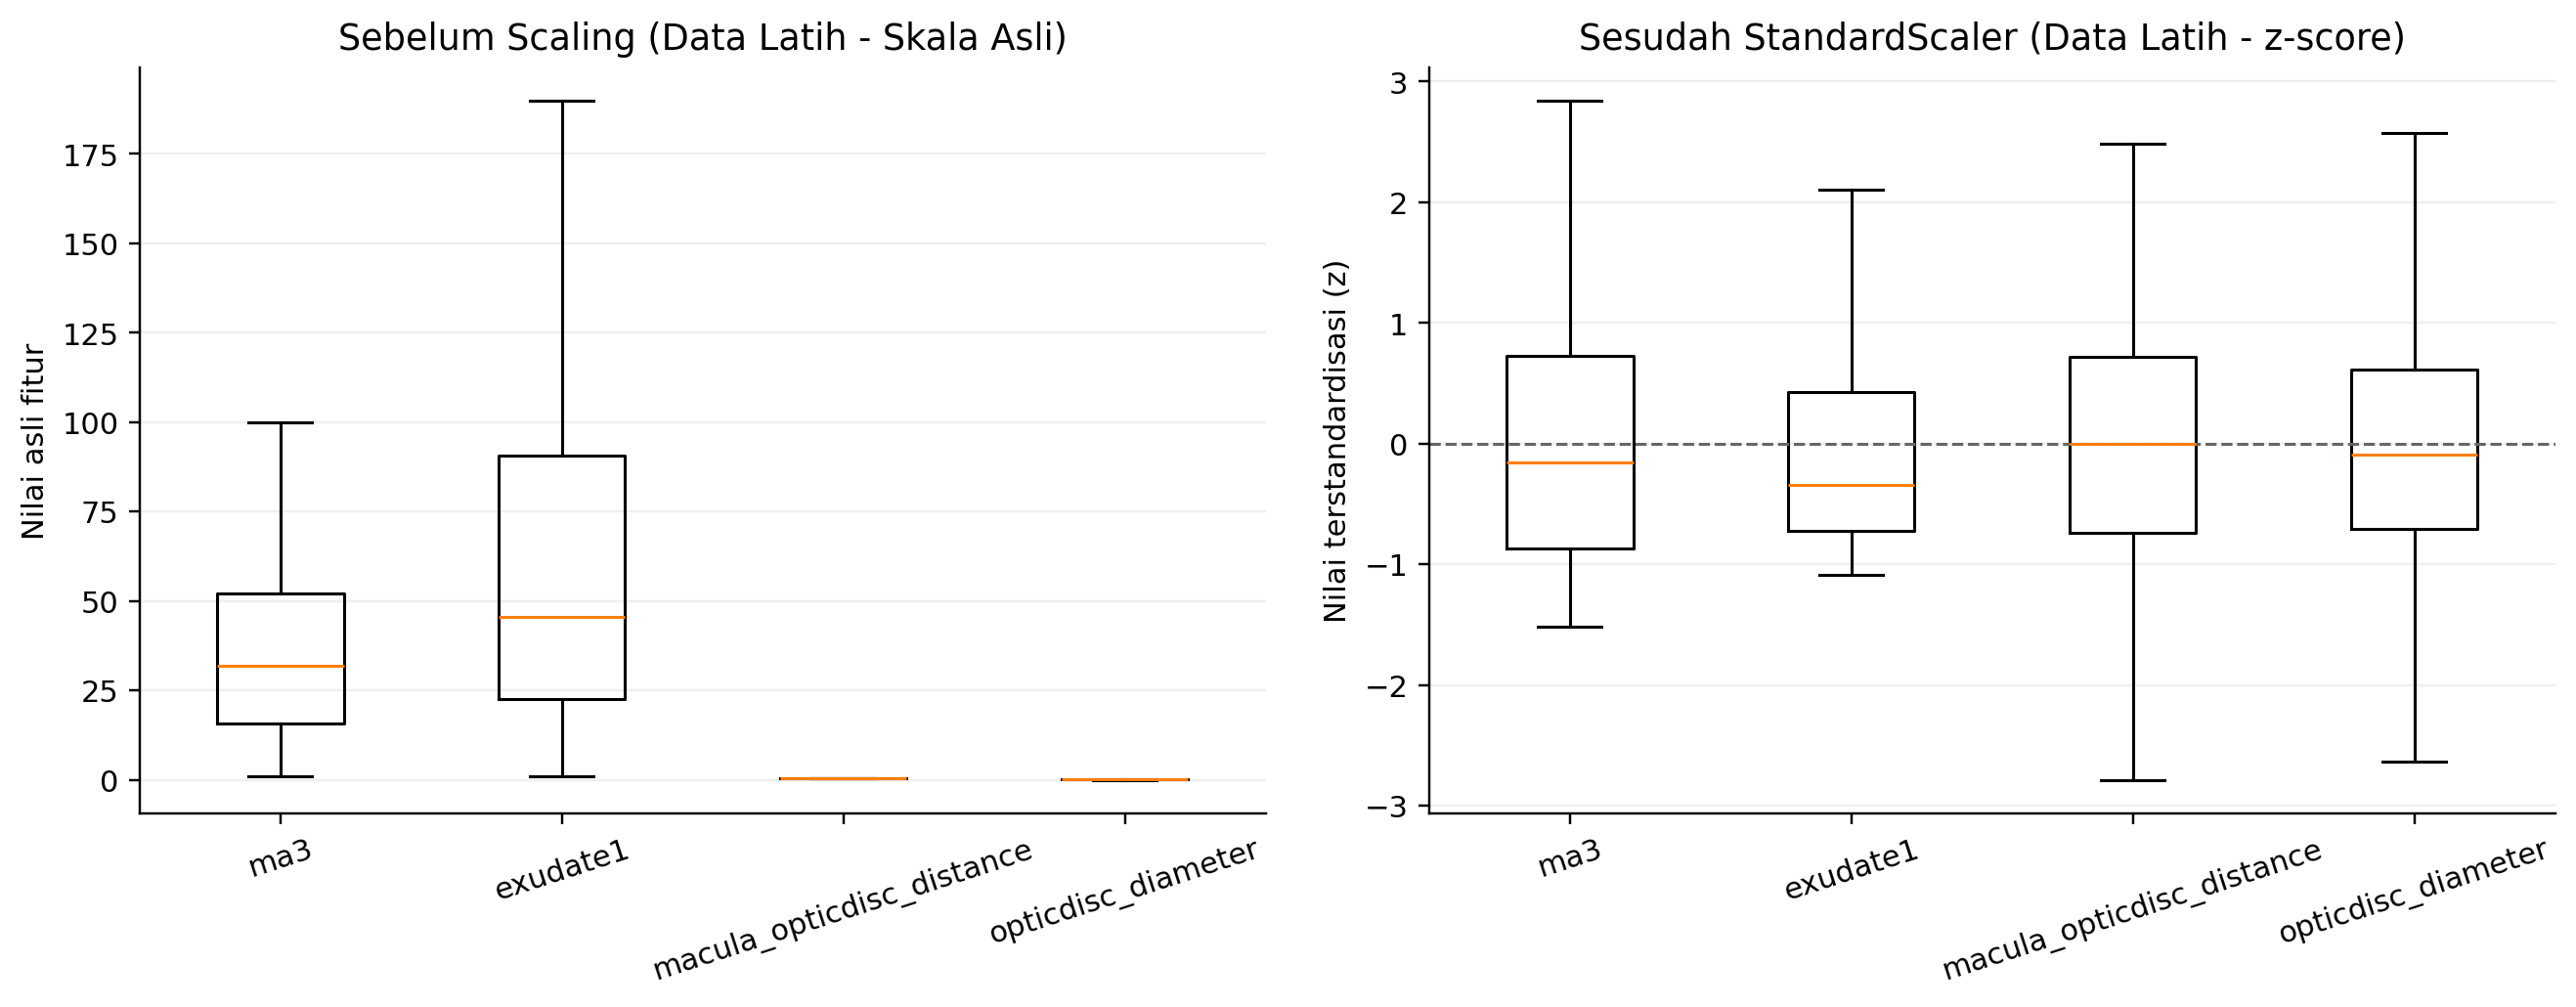 Sebelum Scaling (Data Latih - Skala Asli)
Nilai asli fitur
175
150
125
100
75
50
25
0
ma3
exudate1
macula_opticdisc_distance
opticdisc_diameter
Sesudah StandardScaler (Data Latih - z-score)
Nilai terstandardisasi (z)
3
2
1
0
−1
−2
−3
ma3
exudate1
macula_opticdisc_distance
opticdisc_diameter